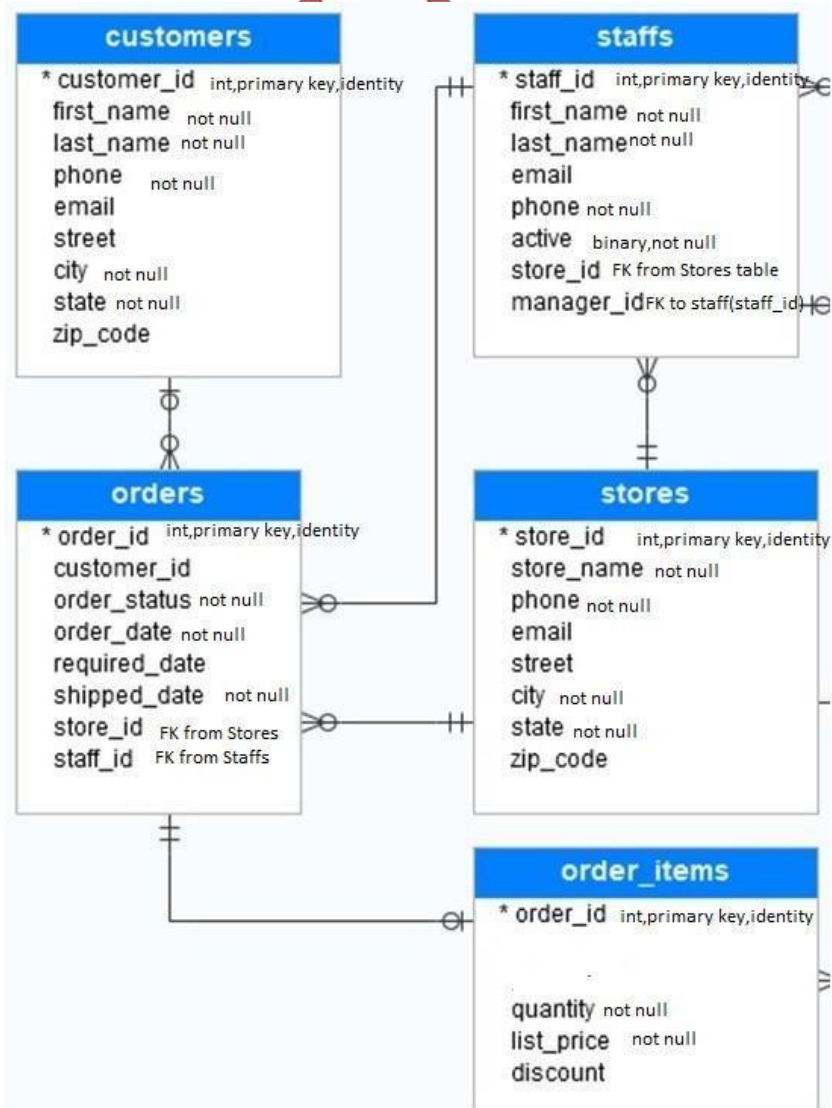 customers
* customer_id int,primary key,identity
first_name not null
last_name not null
phone not null
email
street
city not null
state not null
zip_code
staffs
* staff_id int,primary key,identity
first_name not null
last_name not null
email
phone not null
active binary,not null
store_id FK from Stores table
manager_id FK to staff(staff_id)
orders
* order_id int,primary key,identity
customer_id
order_status not null
order_date not null
required_date
shipped_date not null
store_id FK from Stores
staff_id FK from Staffs
stores
* store_id int,primary key,identity
store_name not null
phone not null
email
street
city not null
state not null
zip_code
order_items
* order_id int,primary key,identity
quantity not null
list_price not null
discount